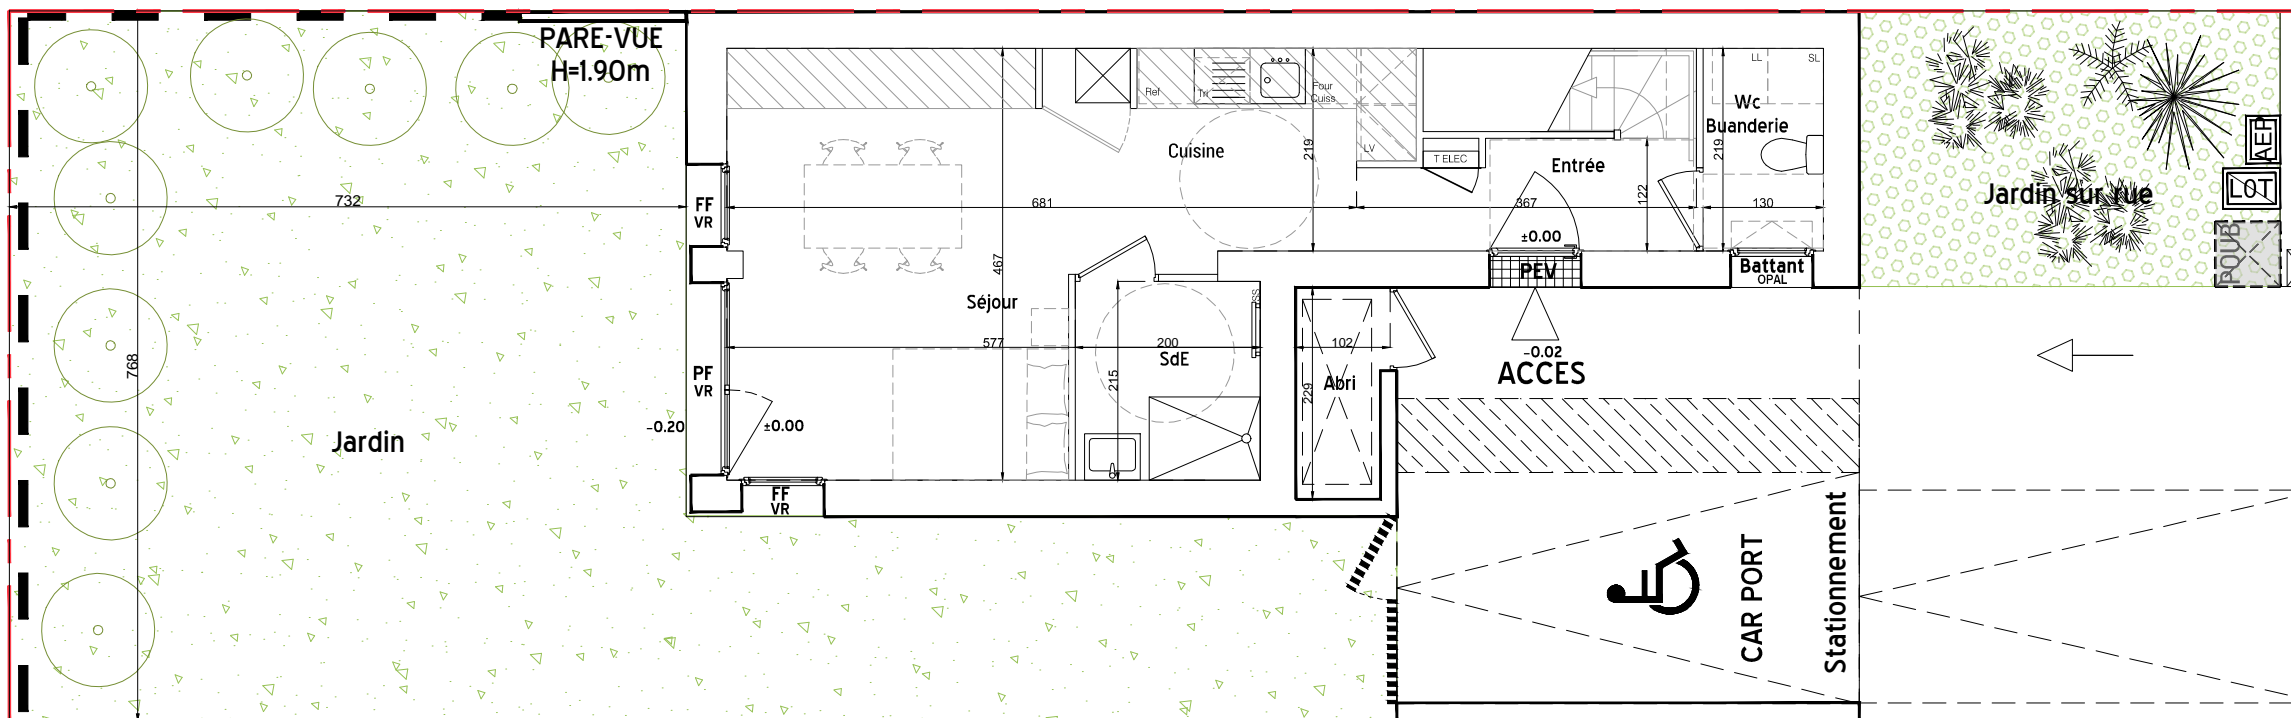 PARE-VUE
H=1.90m
Ref
Tri
Four
Cuiss
LV
LL
SL
Wc
Buanderie
T ELEC
Cuisine
Entrée
219
219
122
AEP
LOT
Jardin sur rue
POUB
732
FF
VR
681
367
130
±0.00
PEV
Battant
OPAL
467
Séjour
SS
577
200
SdE
215
102
229
Abri
-0.02
ACCES
768
PF
VR
-0.20
±0.00
Jardin
FF
VR
CAR PORT
Stationnement